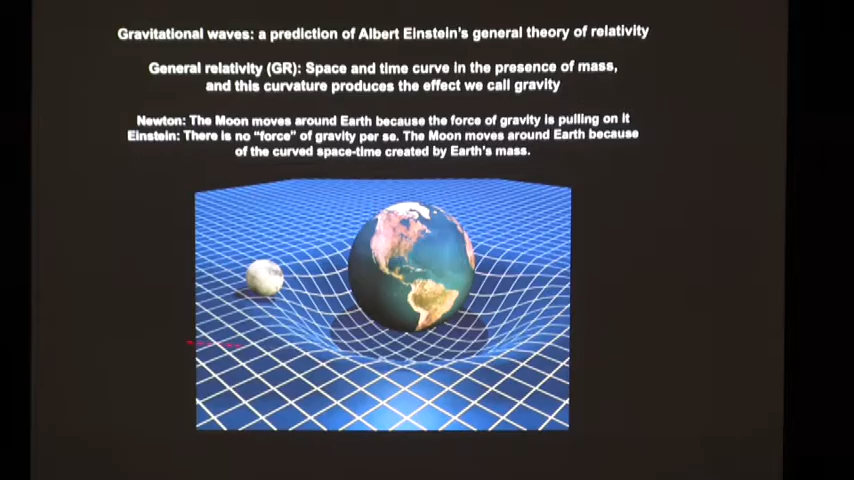 Gravitational waves: a prediction of Albert Einstein's general theory of relativity
General relativity (GR): Space and time curve in the presence of mass,
and this curvature produces the effect we call gravity
Newton: The Moon moves around Earth because the force of gravity is pulling on it
Einstein: There is no "force" of gravity per se. The Moon moves around Earth because
of the curved space-time created by Earth's mass.